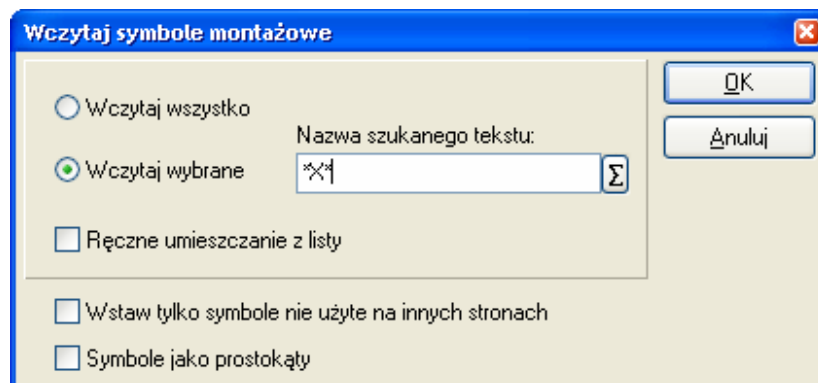 Wczytaj symbole montażowe
OK
Wczytaj wszystko
Nazwa szukanego tekstu:
Anuluj
Wczytaj wybrane
*X*
Σ
Ręczne umieszczanie z listy
Wstaw tylko symbole nie użyte na innych stronach
Symbole jako prostokąty